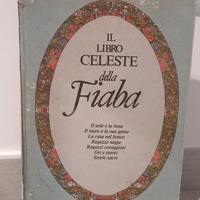 IL
LIBRO
CELESTE
della
Fiaba
Il sole e la luna
Il mare e la sua gente
La casa nel bosco
Ragazze sagge
Ragazzi coraggiosi
Ori e tesori
Storie sacre